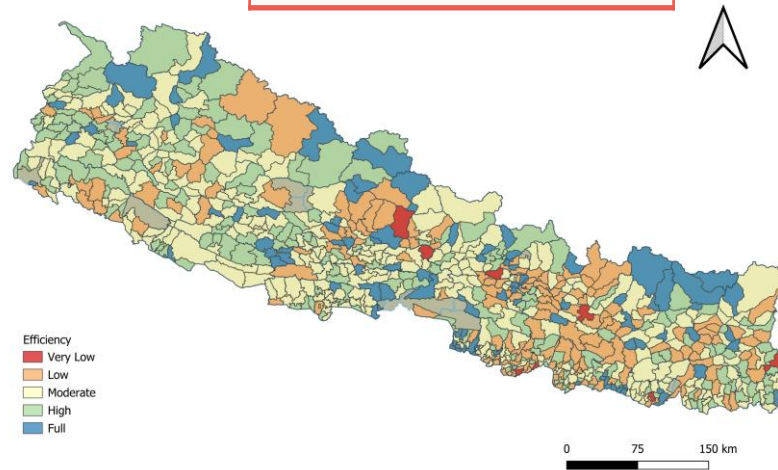 Efficiency
Very Low
Low
Moderate
High
Full
0 75 150 km